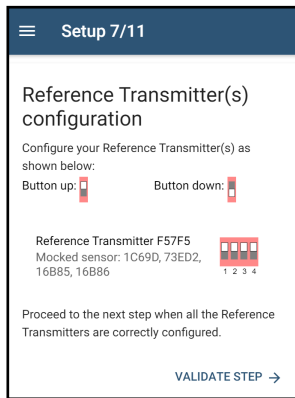 Setup 7/11
Reference Transmitter(s)
configuration
Configure your Reference Transmitter(s) as
shown below:
Button up: Button down:
Reference Transmitter F57F5
Mocked sensor: 1C69D, 73ED2,
16B85, 16B86
1 2 3 4
Proceed to the next step when all the Reference
Transmitters are correctly configured.
VALIDATE STEP →